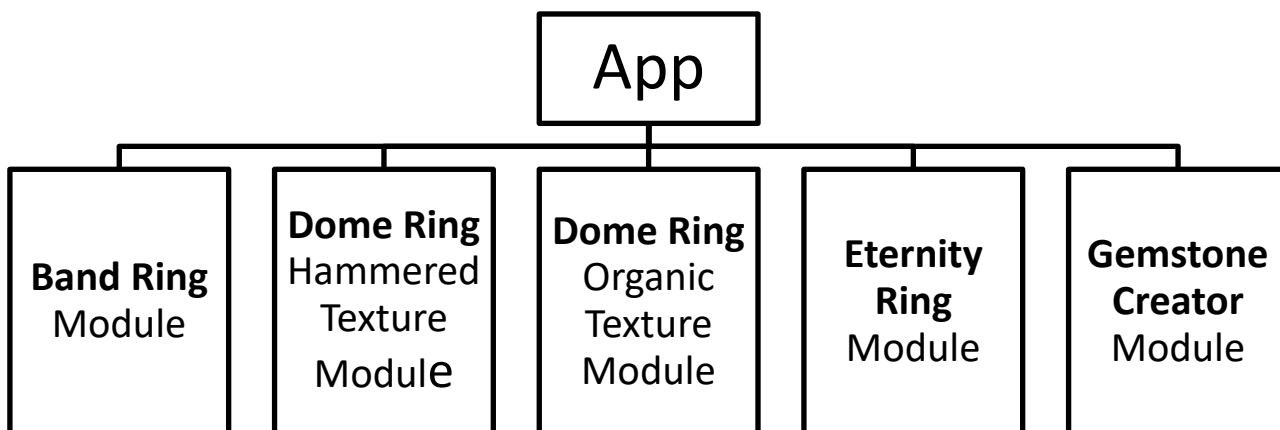 App
Band Ring
Module
Dome Ring
Hammered
Texture
Module
Dome Ring
Organic
Texture
Module
Eternity
Ring
Module
Gemstone
Creator
Module